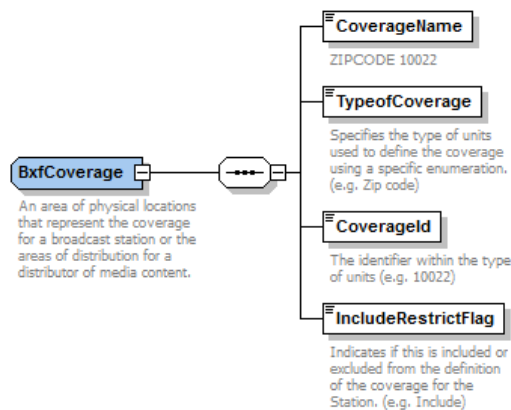 CoverageName
ZIPCODE 10022
TypeofCoverage
Specifies the type of units
used to define the coverage
using a specific enumeration.
(e.g. Zip code)
BxfCoverage
An area of physical locations
that represent the coverage
for a broadcast station or the
areas of distribution for a
distributor of media content.
CoverageId
The identifier within the type
of units (e.g. 10022)
IncludeRestrictFlag
Indicates if this is included or
excluded from the definition
of the coverage for the
Station. (e.g. Include)